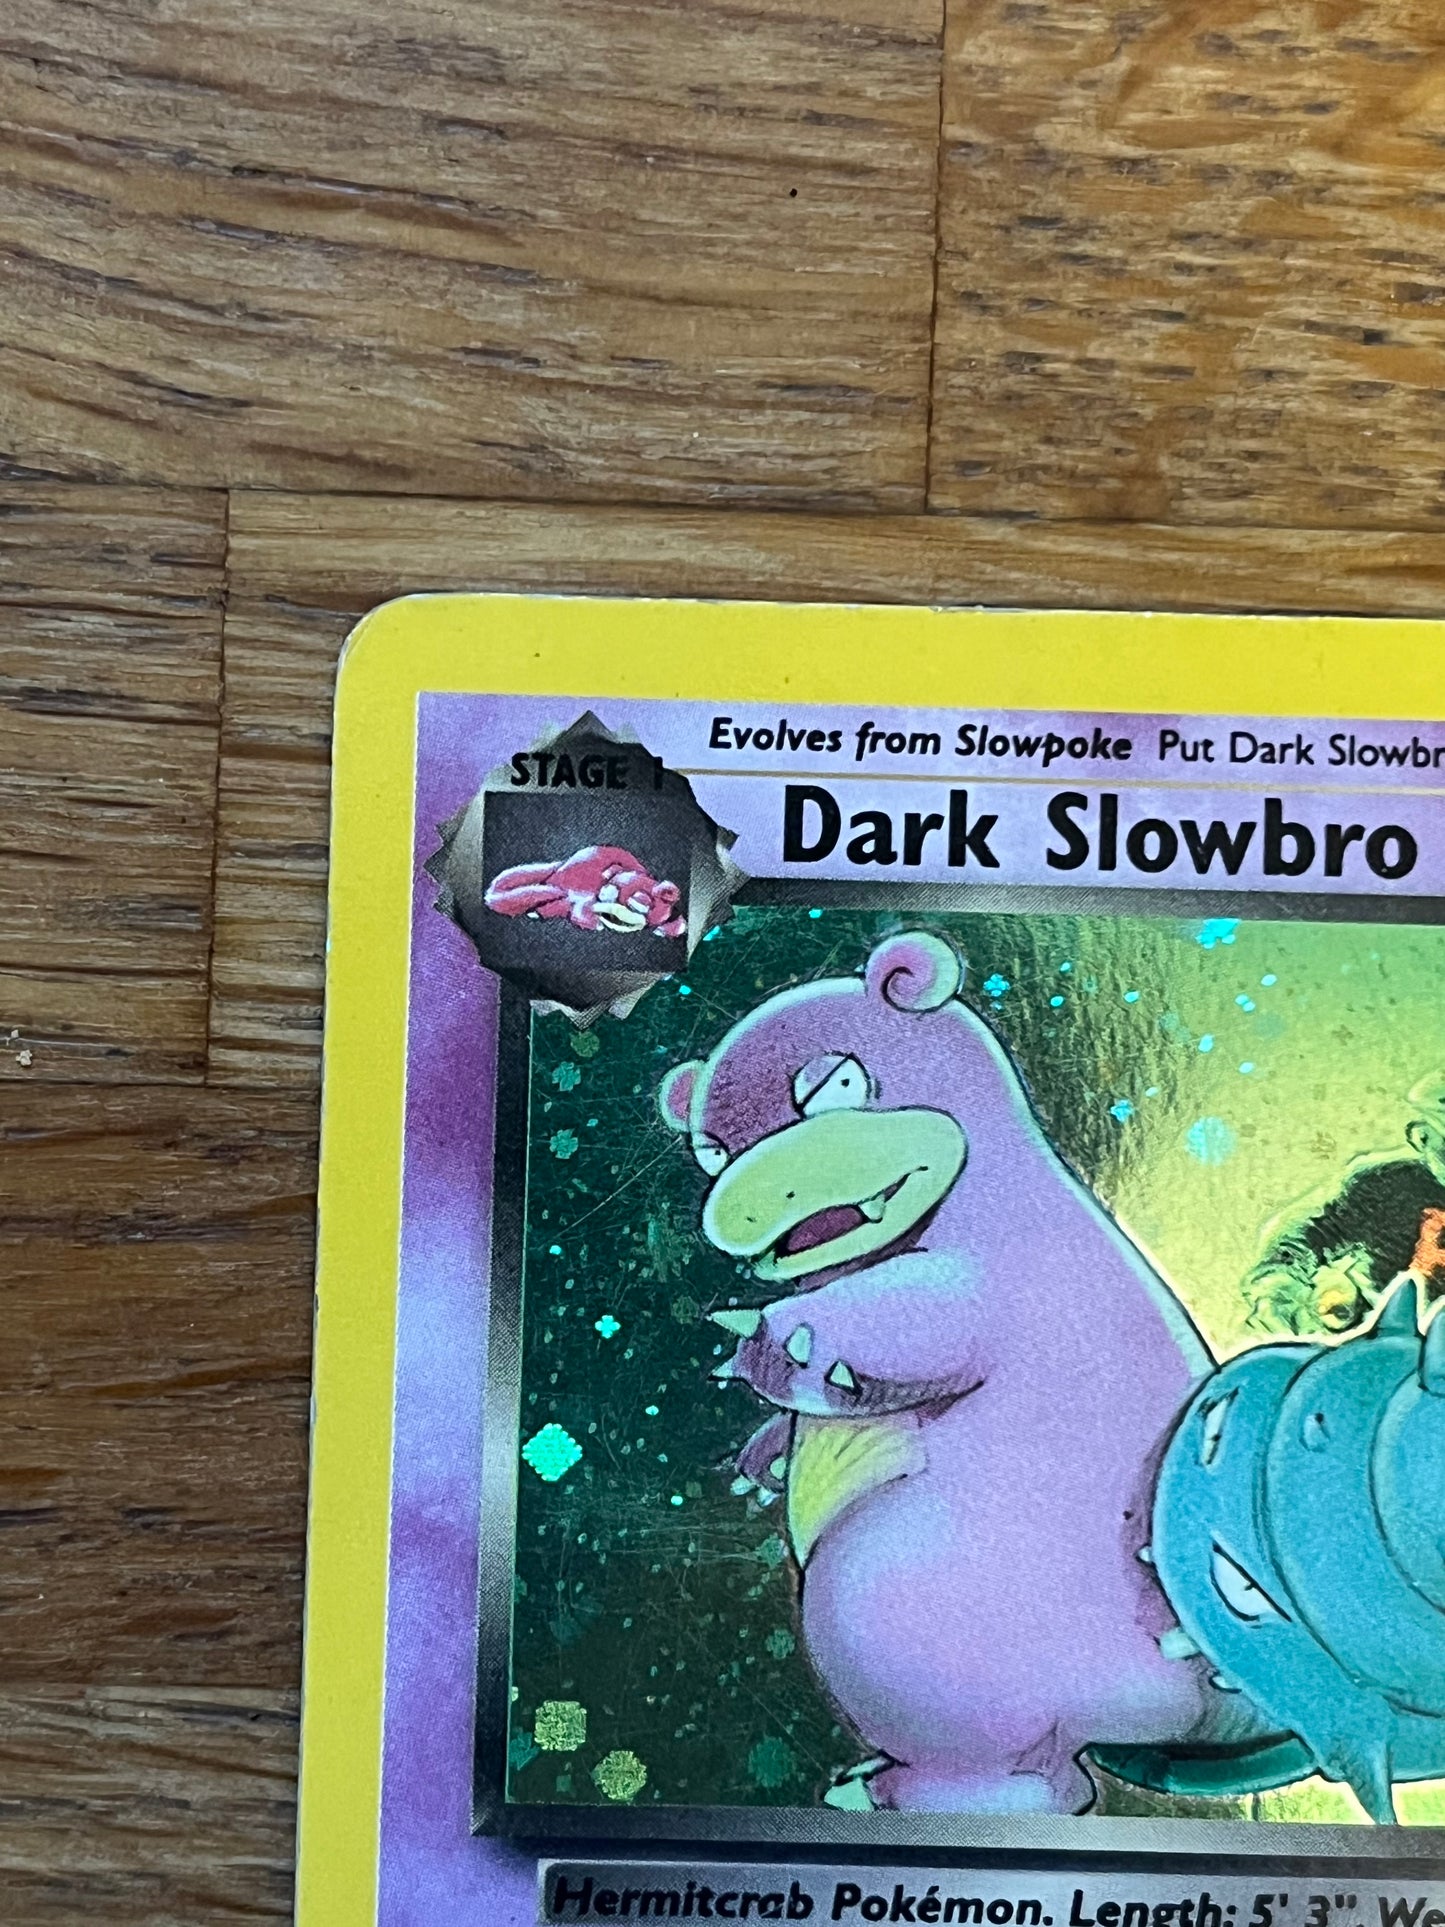 Evolves from Slowpoke Put Dark Slowbr
STAGE 1
Dark Slowbro
Hermitcrab Pokémon. Length: 5' 3" We